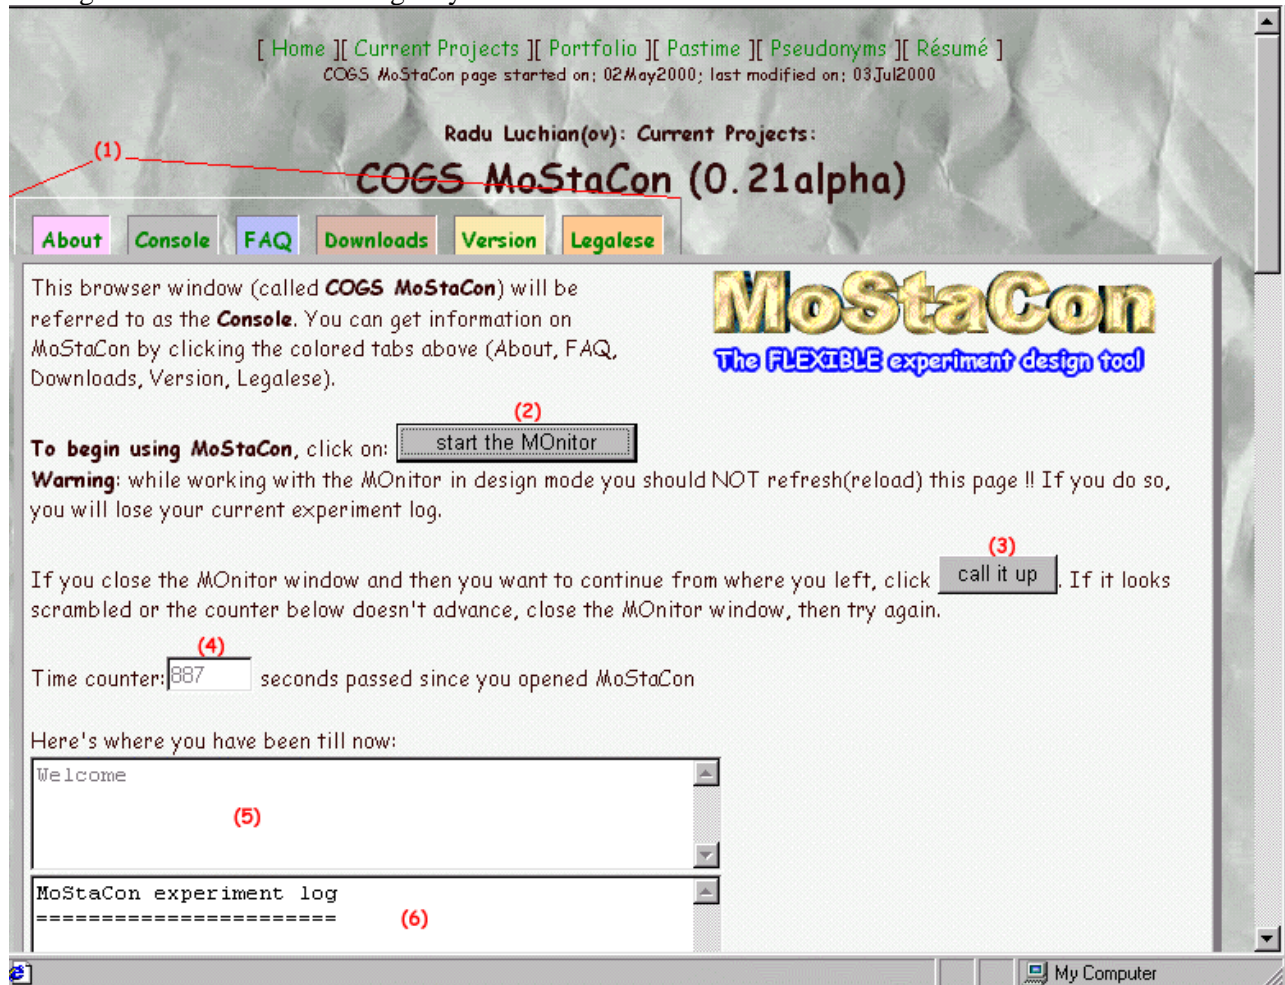 [ Home ][ Current Projects ][ Portfolio ][ Pastime ][ Pseudonyms ][ Résumé ]
COGS MoStaCon page started on: 02May2000; last modified on: 03Jul2000
Radu Luchian(ov): Current Projects:
(1)
COGS MoStaCon (0.21alpha)
About Console FAQ Downloads Version Legalese
This browser window (called COGS MoStaCon) will be
referred to as the Console. You can get information on
MoStaCon by clicking the colored tabs above (About, FAQ,
Downloads, Version, Legalese).
MoStaCon
The FLEXIBLE experiment design tool
(2)
To begin using MoStaCon, click on: start the MOnitor
Warning: while working with the MOnitor in design mode you should NOT refresh(reload) this page !! If you do so,
you will lose your current experiment log.
(3)
If you close the MOnitor window and then you want to continue from where you left, click call it up . If it looks
scrambled or the counter below doesn't advance, close the MOnitor window, then try again.
(4)
Time counter: 887 seconds passed since you opened MoStaCon
Here's where you have been till now:
Welcome
(5)
MoStaCon experiment log
=======================
(6)
My Computer